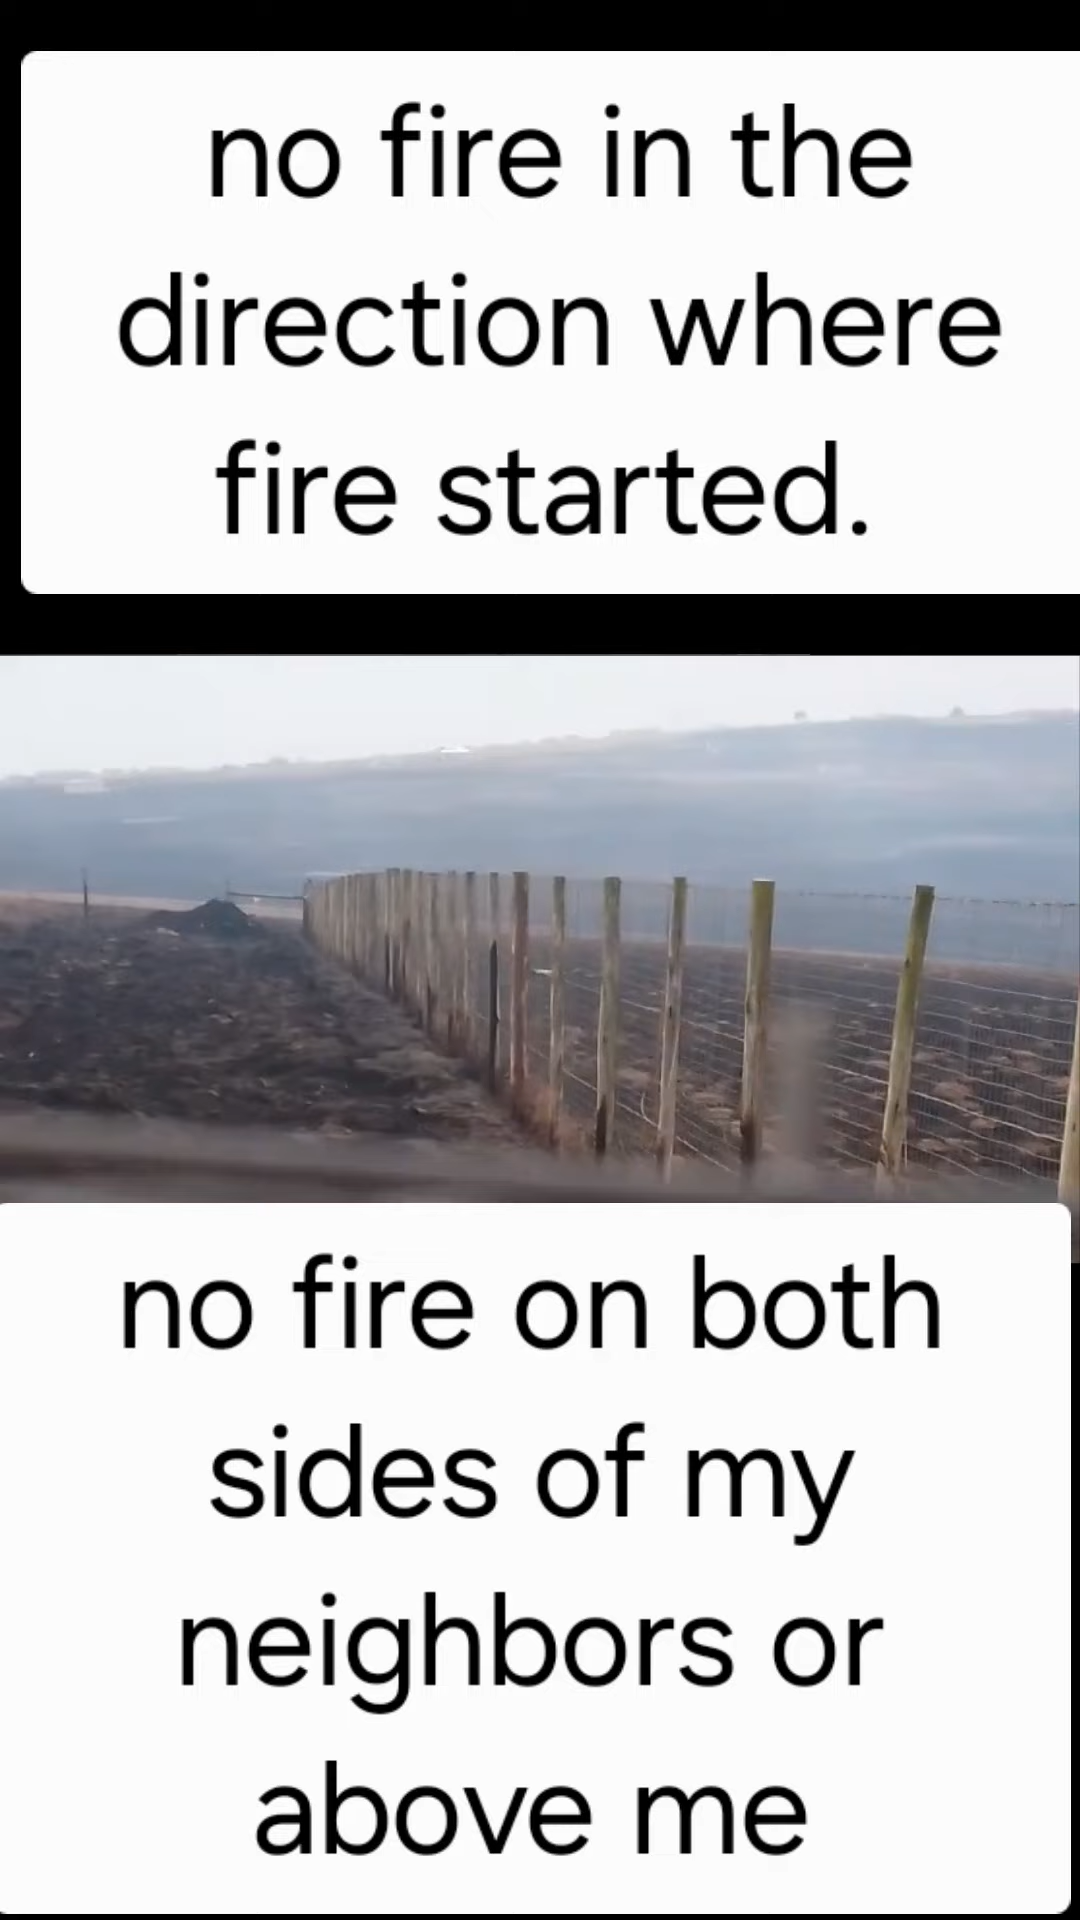 no fire in the
direction where
fire started.
no fire on both
sides of my
neighbors or
above me